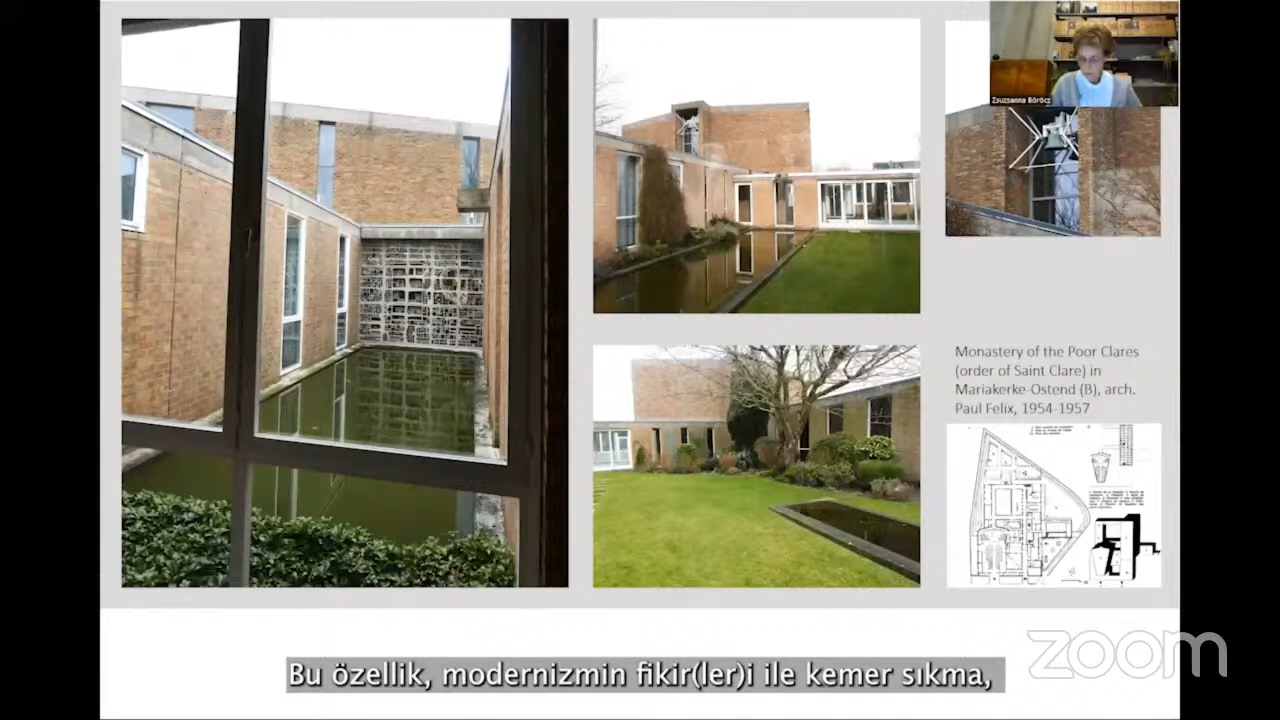 Zsuzsanna Böröcz
Monastery of the Poor Clares
(order of Saint Clare) in
Mariakerke-Ostend (B), arch.
Paul Felix, 1954-1957
zoom
Bu özellik, modernizmin fikir(ler)i ile kemer sıkma,